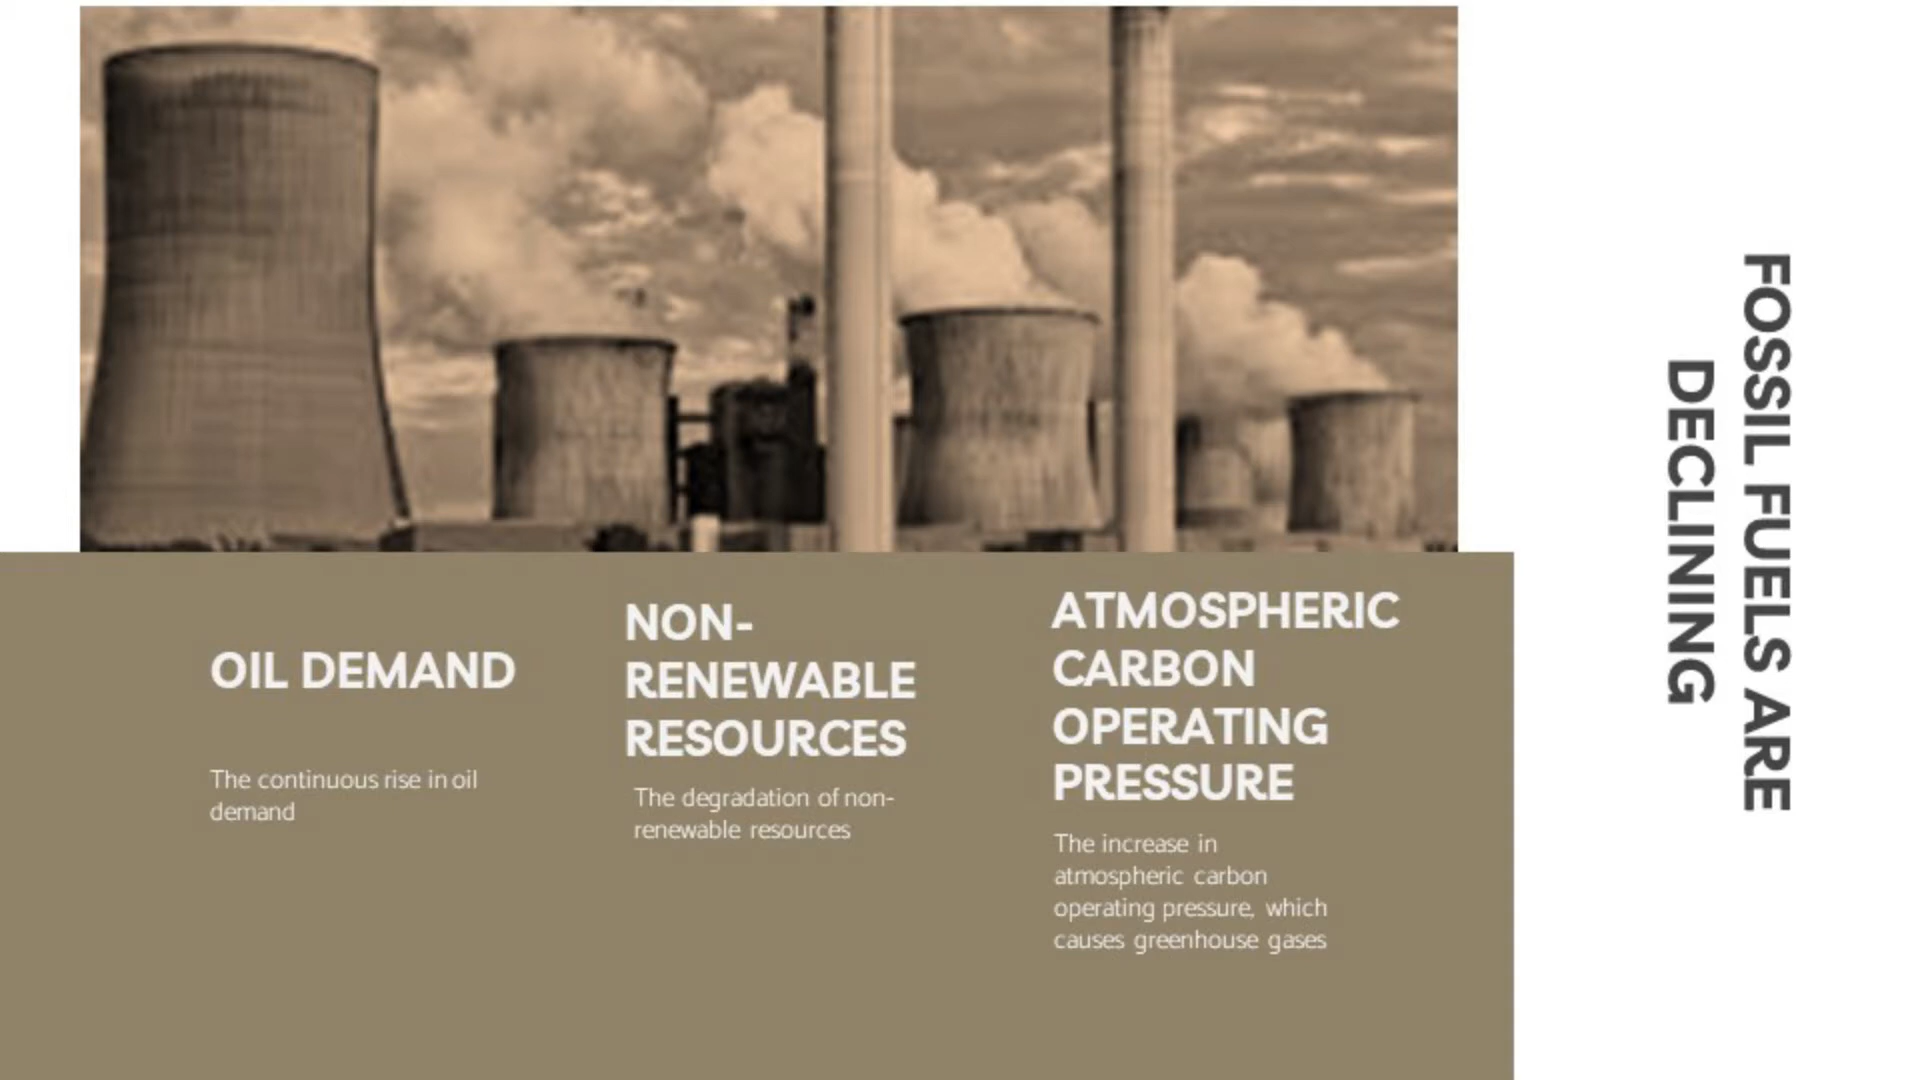 FOSSIL FUELS ARE
DECLINING
OIL DEMAND
The continuous rise in oil
demand
NON-
RENEWABLE
RESOURCES
The degradation of non-
renewable resources
ATMOSPHERIC
CARBON
OPERATING
PRESSURE
The increase in
atmospheric carbon
operating pressure, which
causes greenhouse gases